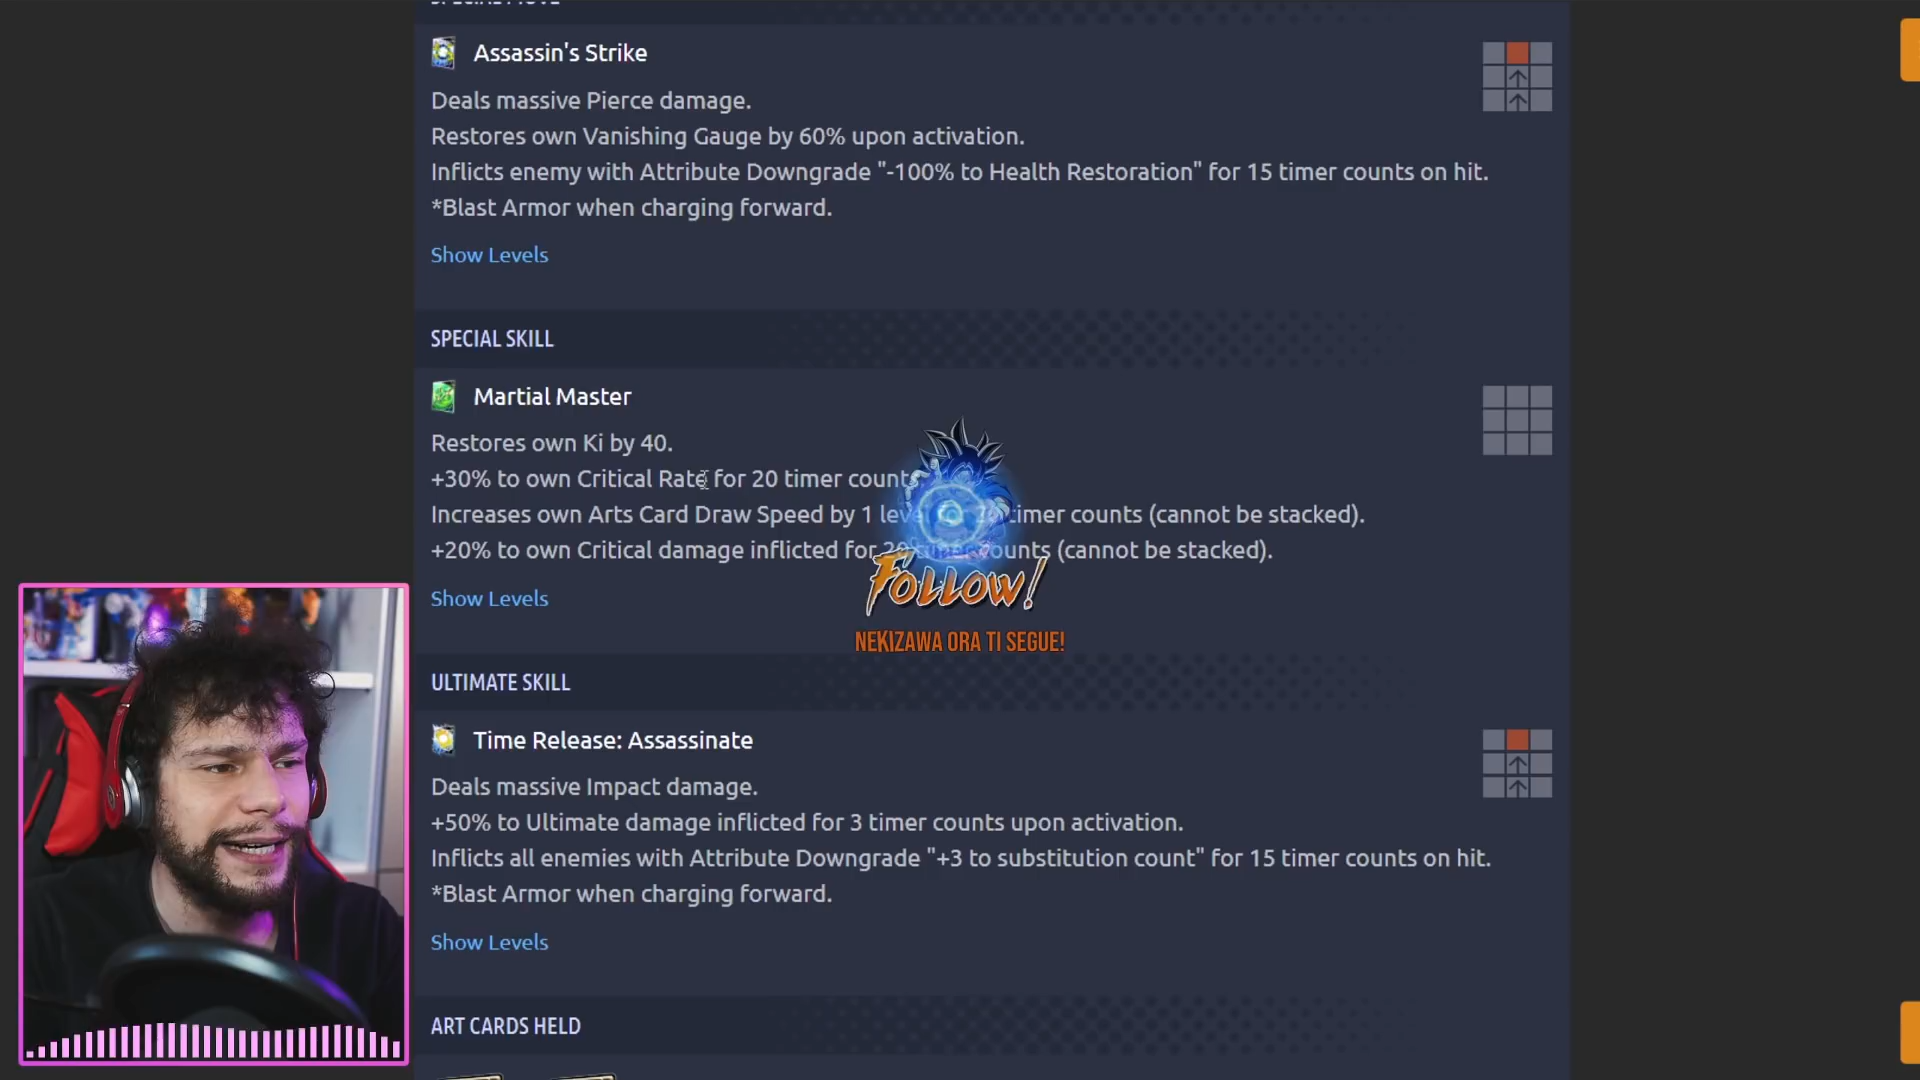 Assassin's Strike
Deals massive Pierce damage.
Restores own Vanishing Gauge by 60% upon activation.
Inflicts enemy with Attribute Downgrade "-100% to Health Restoration" for 15 timer counts on hit.
*Blast Armor when charging forward.
Show Levels
SPECIAL SKILL
Martial Master
Restores own Ki by 40.
+30% to own Critical Rate for 20 timer counts
Increases own Arts Card Draw Speed by 1 timer counts (cannot be stacked).
+20% to own Critical damage inflicted for (cannot be stacked).
Show Levels
FOLLOW!
NEKIZAWA ORA TI SEGUE!
ULTIMATE SKILL
Time Release: Assassinate
Deals massive Impact damage.
+50% to Ultimate damage inflicted for 3 timer counts upon activation.
Inflicts all enemies with Attribute Downgrade "+3 to substitution count" for 15 timer counts on hit.
*Blast Armor when charging forward.
Show Levels
ART CARDS HELD